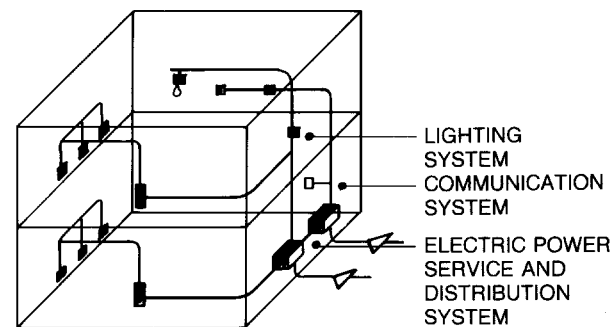 LIGHTING
SYSTEM
COMMUNICATION
SYSTEM
ELECTRIC POWER
SERVICE AND
DISTRIBUTION
SYSTEM